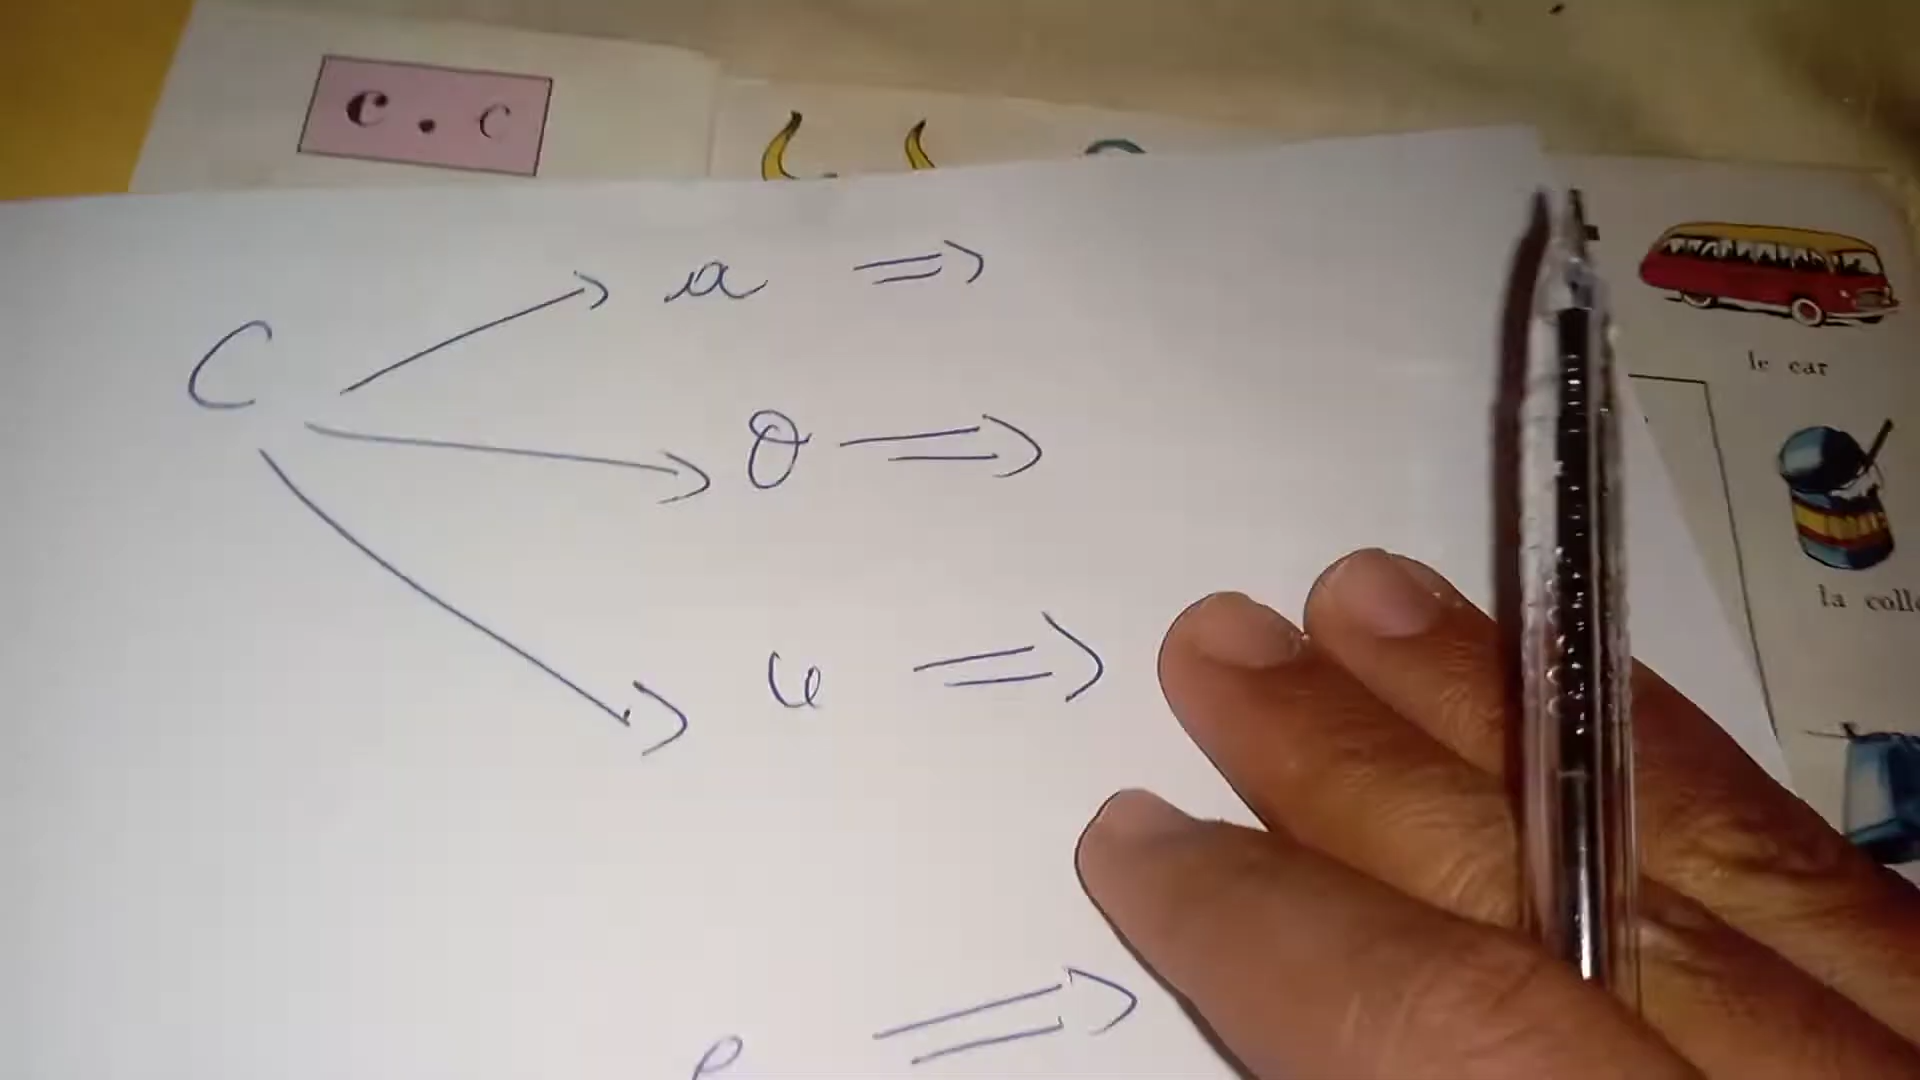 c . c
C → a ⇒
→ o ⇒
→ u ⇒
e ⇒
le car
la colle